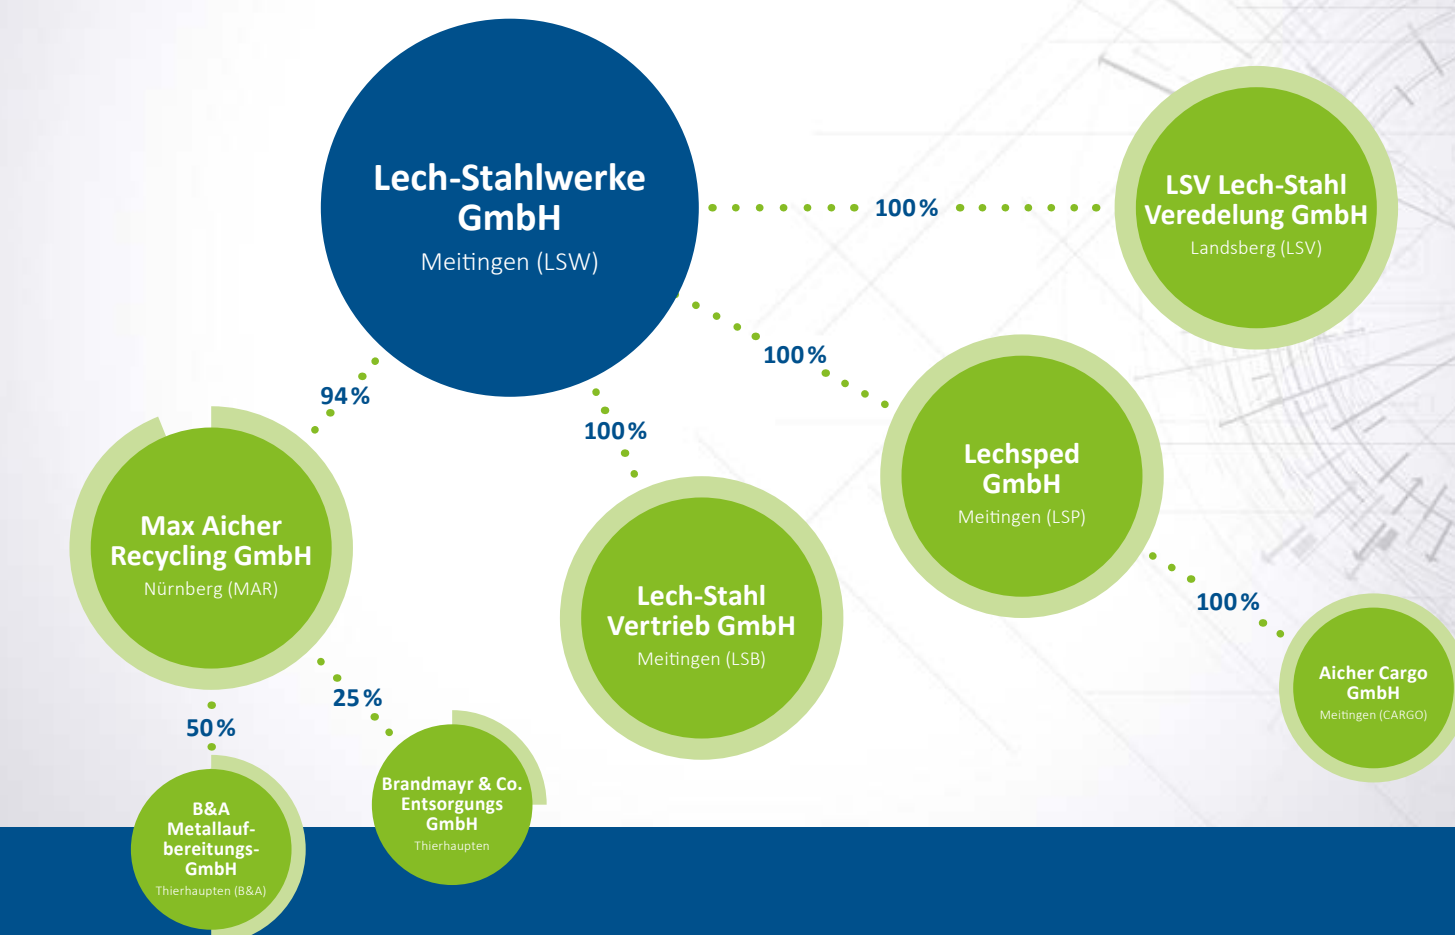 Lech-Stahlwerke
GmbH
Meitingen (LSW)
100%
LSV Lech-Stahl
Veredelung GmbH
Landsberg (LSV)
100%
94%
100%
Lechsped
GmbH
Meitingen (LSP)
Max Aicher
Recycling GmbH
Nürnberg (MAR)
Lech-Stahl
Vertrieb GmbH
Meitingen (LSB)
100%
Aicher Cargo
GmbH
Meitingen (CARGO)
25%
50%
Brandmayr & Co.
Entsorgungs
GmbH
Thierhaupten
B&A
Metallauf-
bereitungs-
GmbH
Thierhaupten (B&A)